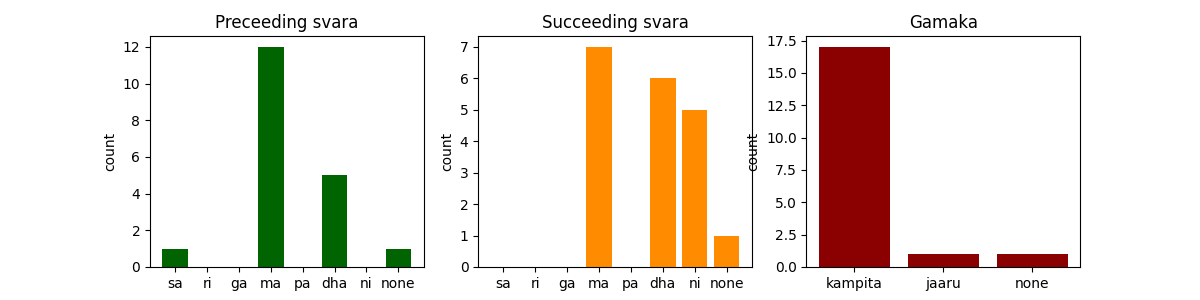 Preceeding svara
count
12
10
8
6
4
2
0
sa ri ga ma pa dha ni none
Succeeding svara
count
7
6
5
4
3
2
1
0
sa ri ga ma pa dha ni none
Gamaka
count
17.5
15.0
12.5
10.0
7.5
5.0
2.5
0.0
kampita jaaru none